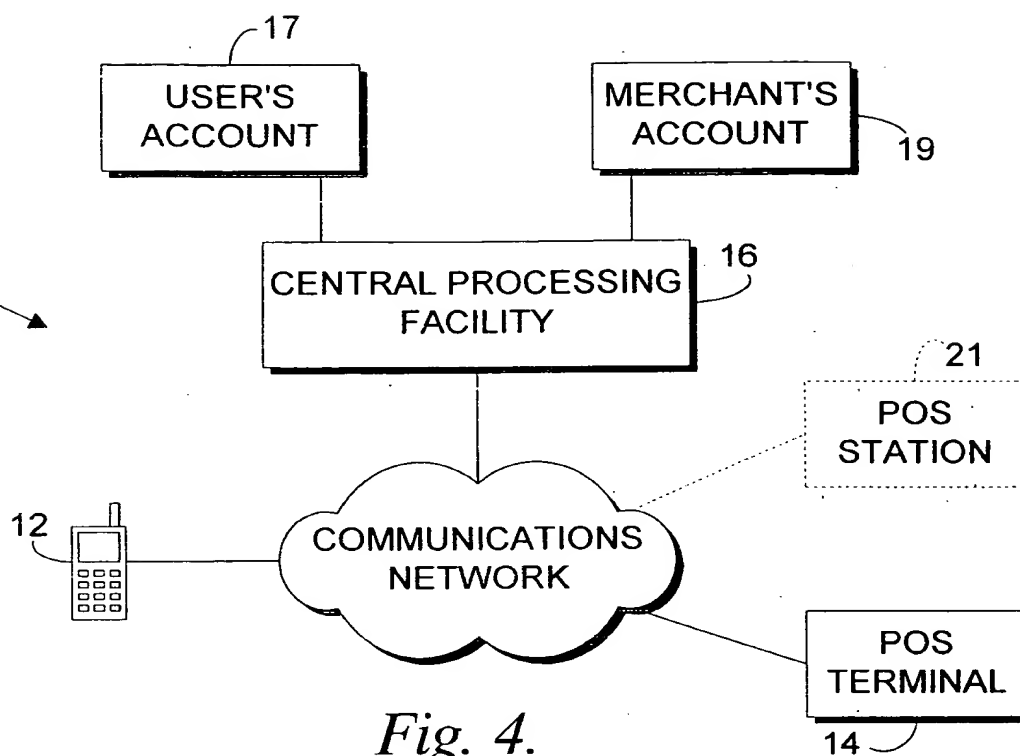 17
USER'S
ACCOUNT
MERCHANT'S
ACCOUNT
19
CENTRAL PROCESSING
FACILITY
16
21
POS
STATION
12
COMMUNICATIONS
NETWORK
POS
TERMINAL
14
Fig. 4.